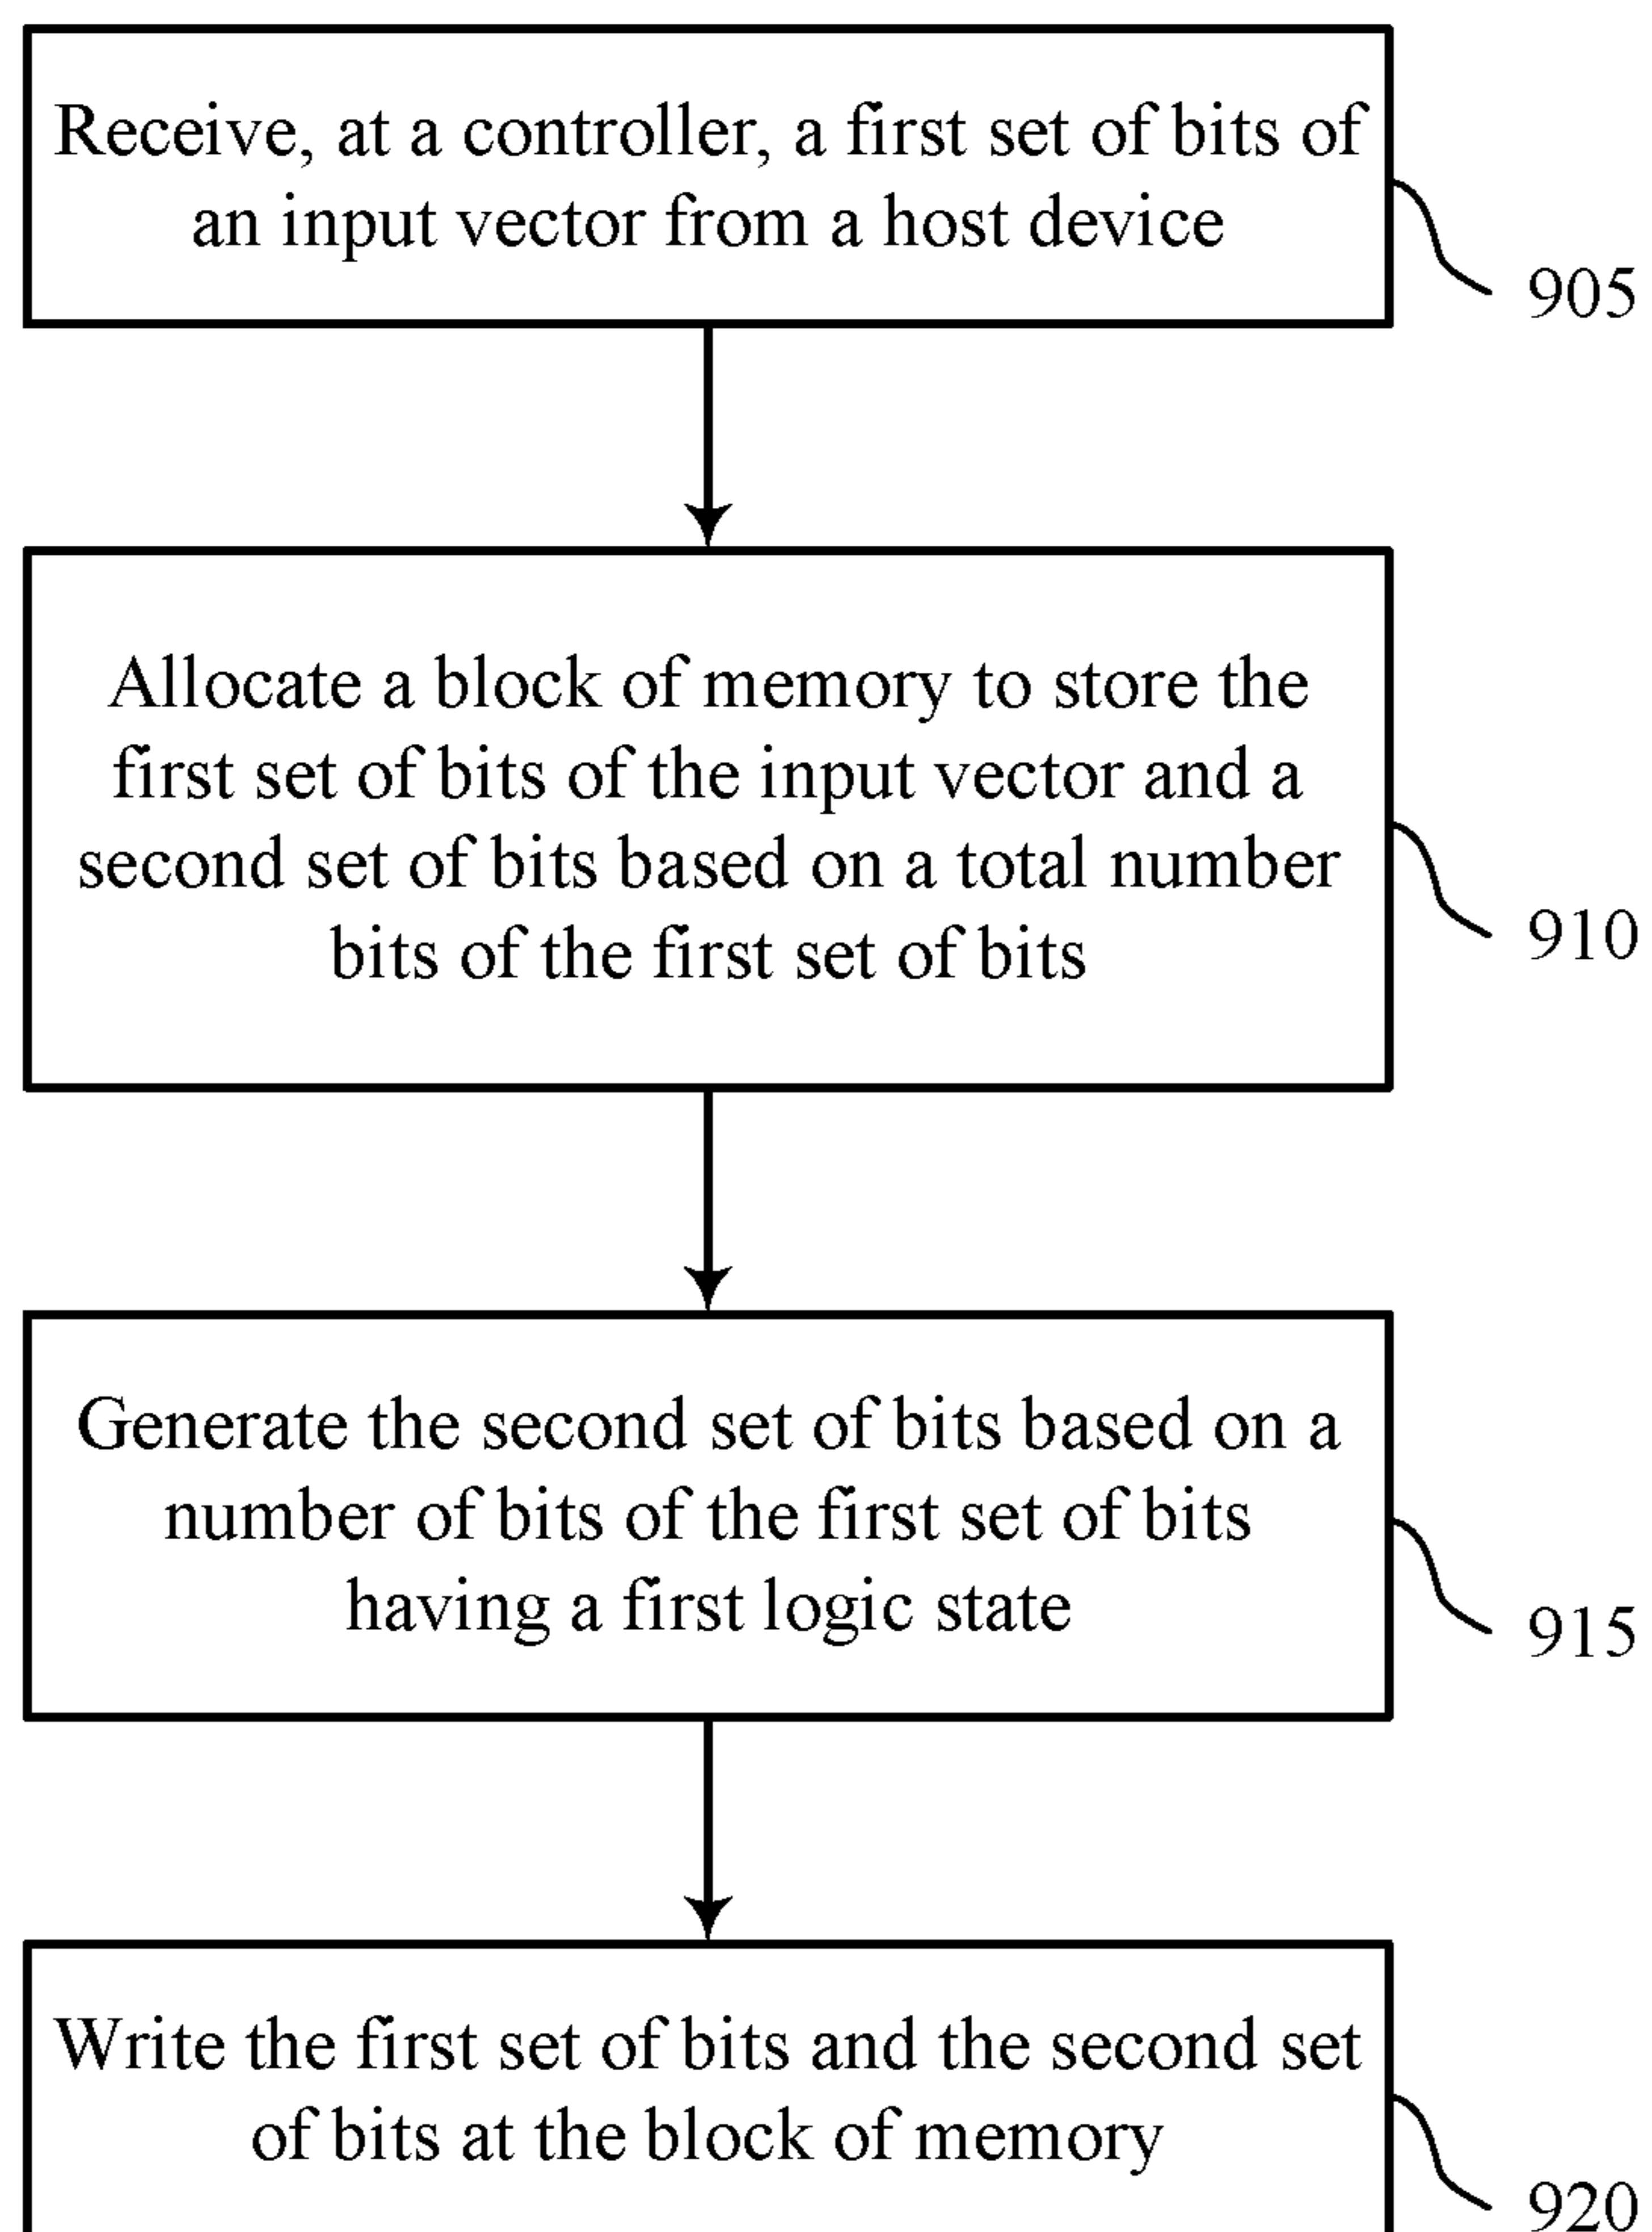 Receive, at a controller, a first set of bits of
an input vector from a host device
905
Allocate a block of memory to store the
first set of bits of the input vector and a
second set of bits based on a total number
bits of the first set of bits
910
Generate the second set of bits based on a
number of bits of the first set of bits
having a first logic state
915
Write the first set of bits and the second set
of bits at the block of memory
920